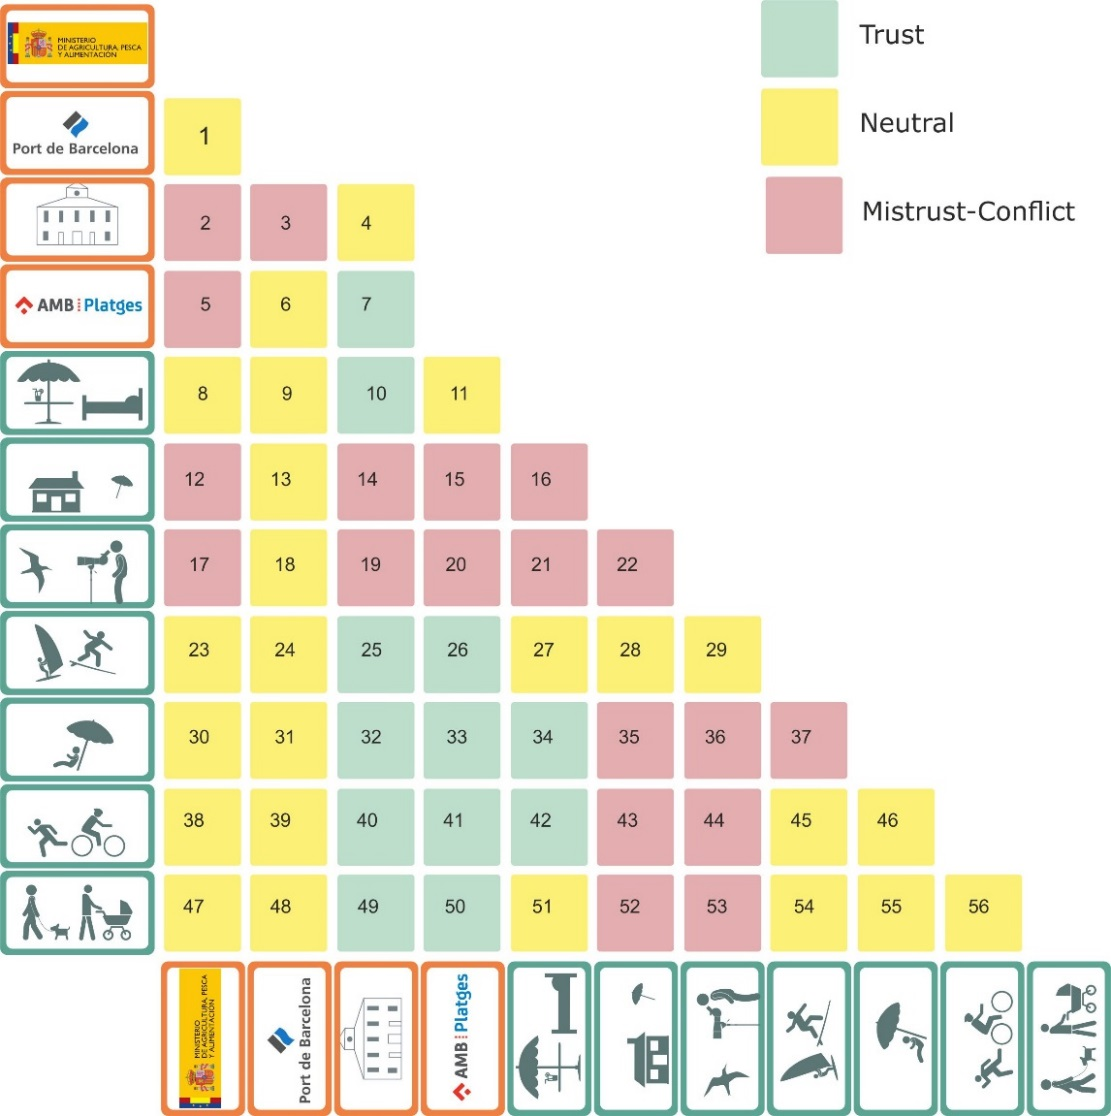 MINISTERIO
DE AGRICULTURA, PESCA
Y ALIMENTACIÓN
Trust
Port de Barcelona
1
Neutral
2 3 4
Mistrust-Conflict
AMB Platges
5 6 7
8 9 10 11
12 13 14 15 16
17 18 19 20 21 22
23 24 25 26 27 28 29
30 31 32 33 34 35 36 37
38 39 40 41 42 43 44 45 46
47 48 49 50 51 52 53 54 55 56
MINISTERIO
DE AGRICULTURA, PESCA
Y ALIMENTACIÓN
Port de Barcelona
AMB Platges